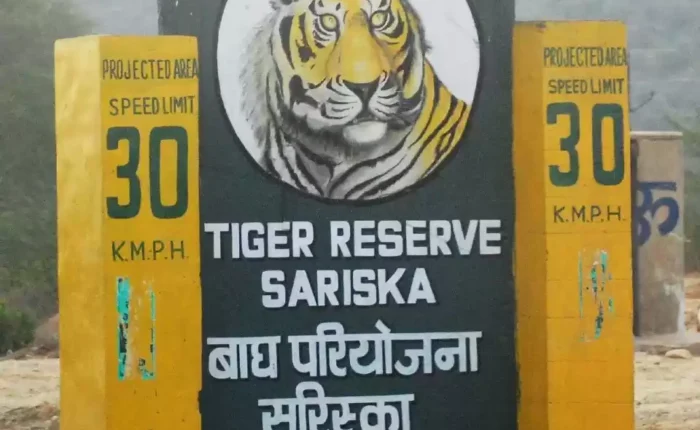 PROJECTED AREA
SPEED LIMIT
30
K.M.P.H.
TIGER RESERVE
SARISKA
बाघ परियोजना
सरिस्का
PROJECTED AREA
SPEED LIMIT
30
K.M.P.H.
ॐ